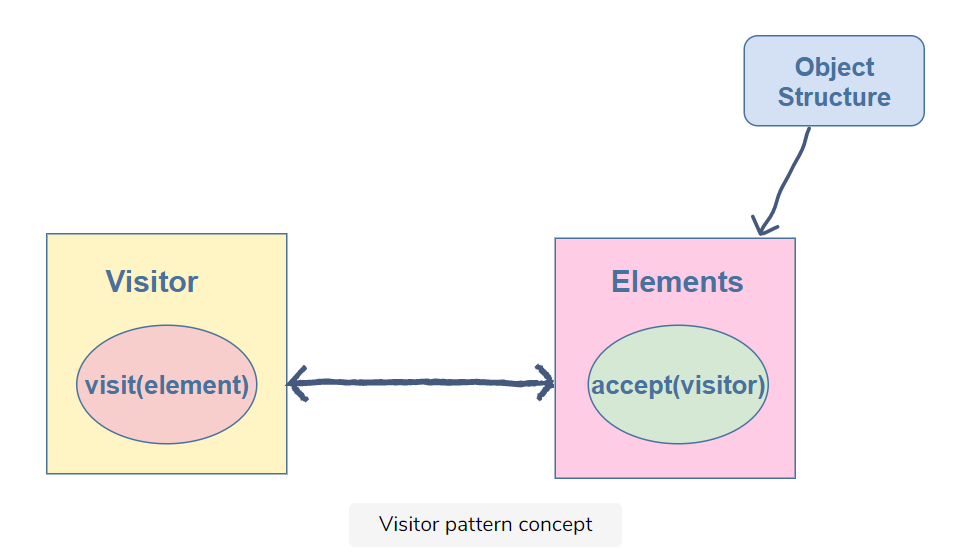 Object
Structure
Visitor
Elements
visit(element)
accept(visitor)
Visitor pattern concept